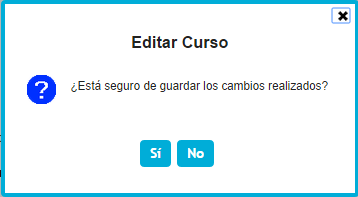 Editar Curso
¿Está seguro de guardar los cambios realizados?
Sí No